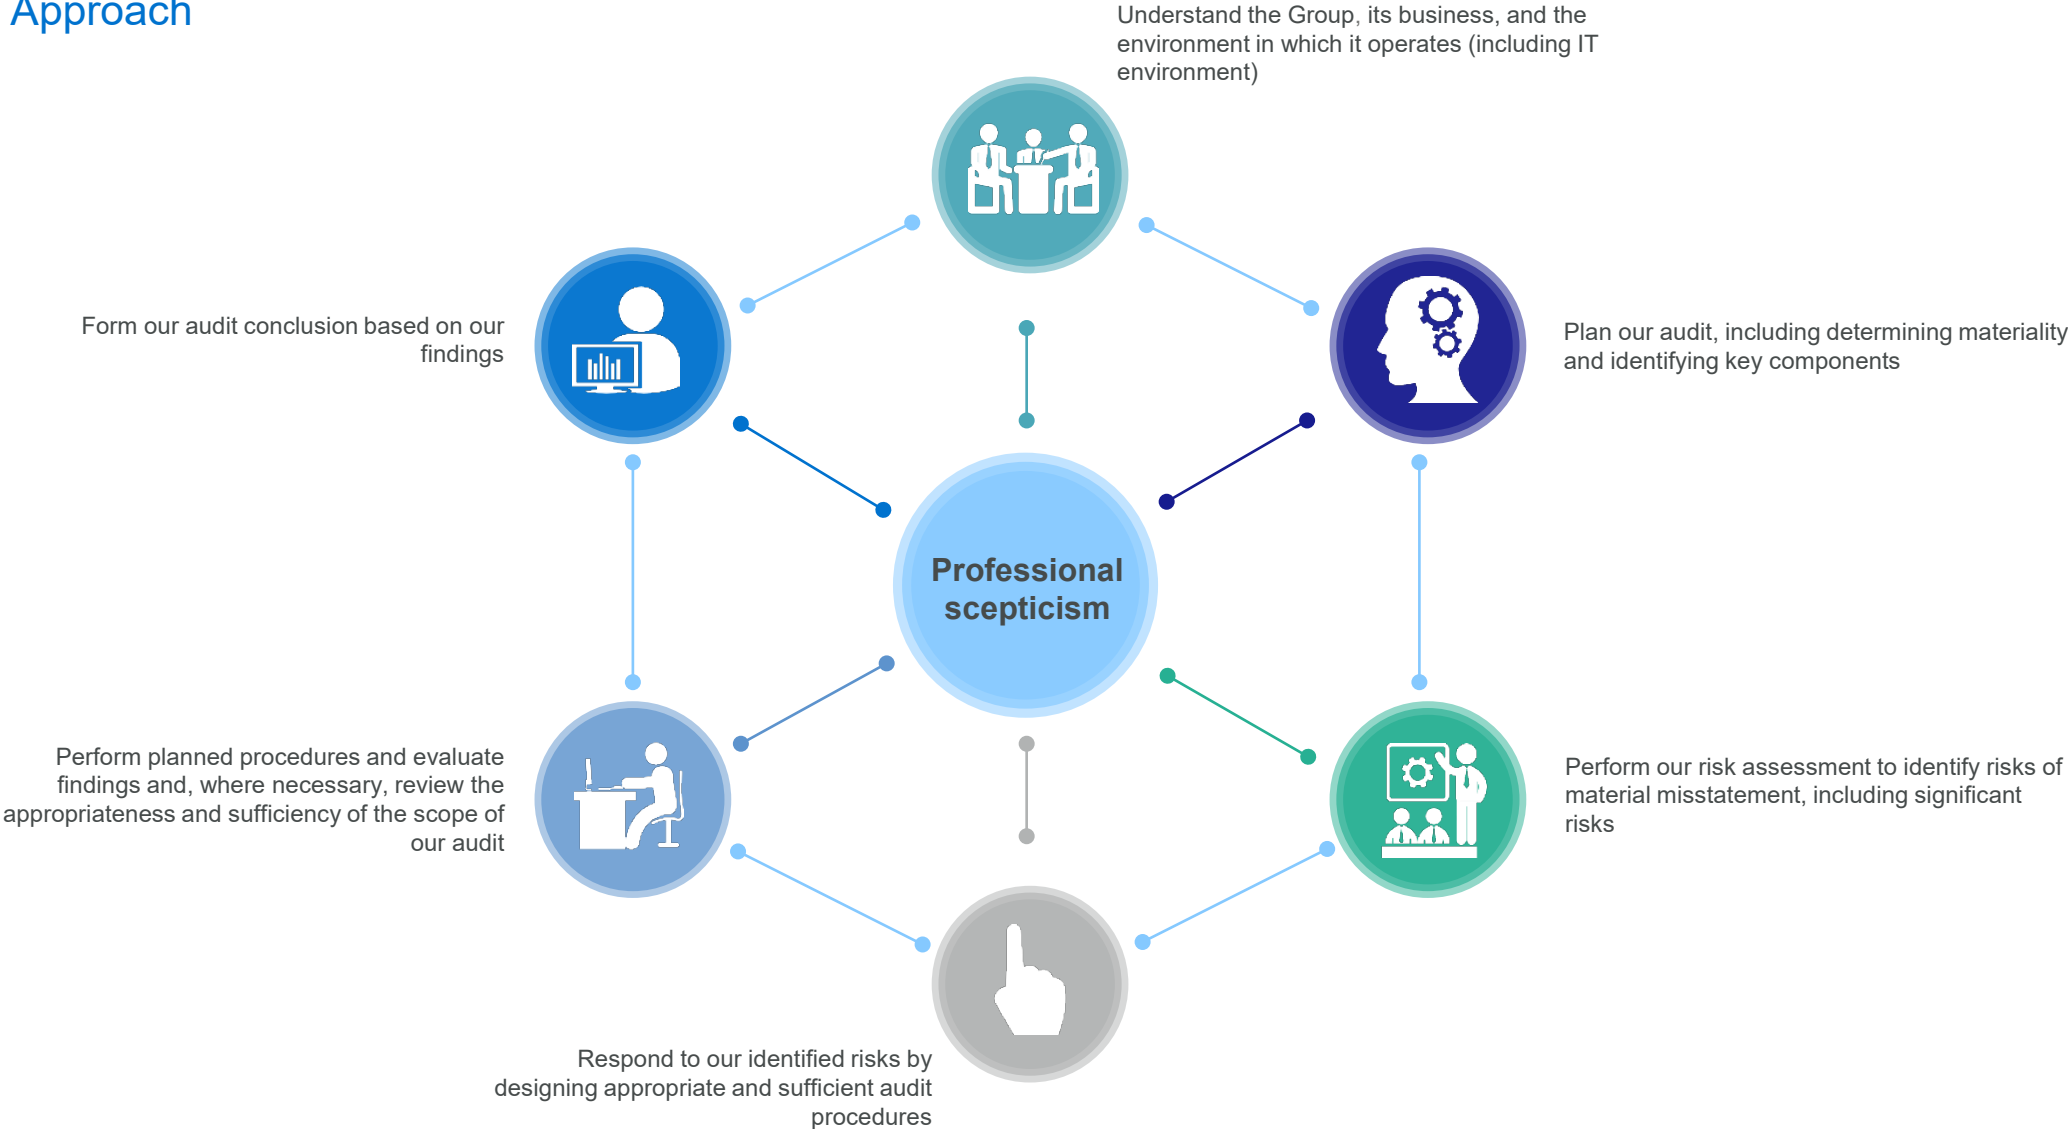 Approach
Understand the Group, its business, and the
environment in which it operates (including IT
environment)
Plan our audit, including determining materiality
and identifying key components
Perform our risk assessment to identify risks of
material misstatement, including significant
risks
Respond to our identified risks by
designing appropriate and sufficient audit
procedures
Perform planned procedures and evaluate
findings and, where necessary, review the
appropriateness and sufficiency of the scope of
our audit
Form our audit conclusion based on our
findings
Professional
scepticism